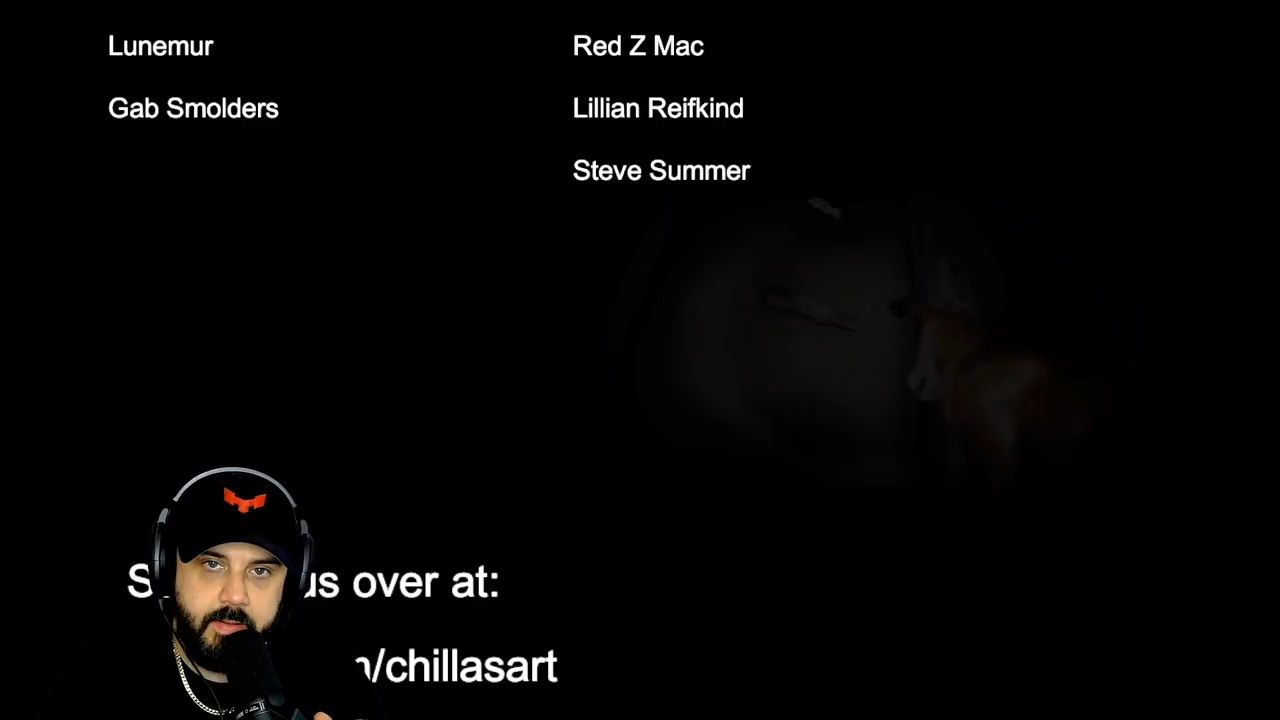 Lunemur
Red Z Mac
Gab Smolders
Lillian Reifkind
Steve Summer
us over at:
/chillasart